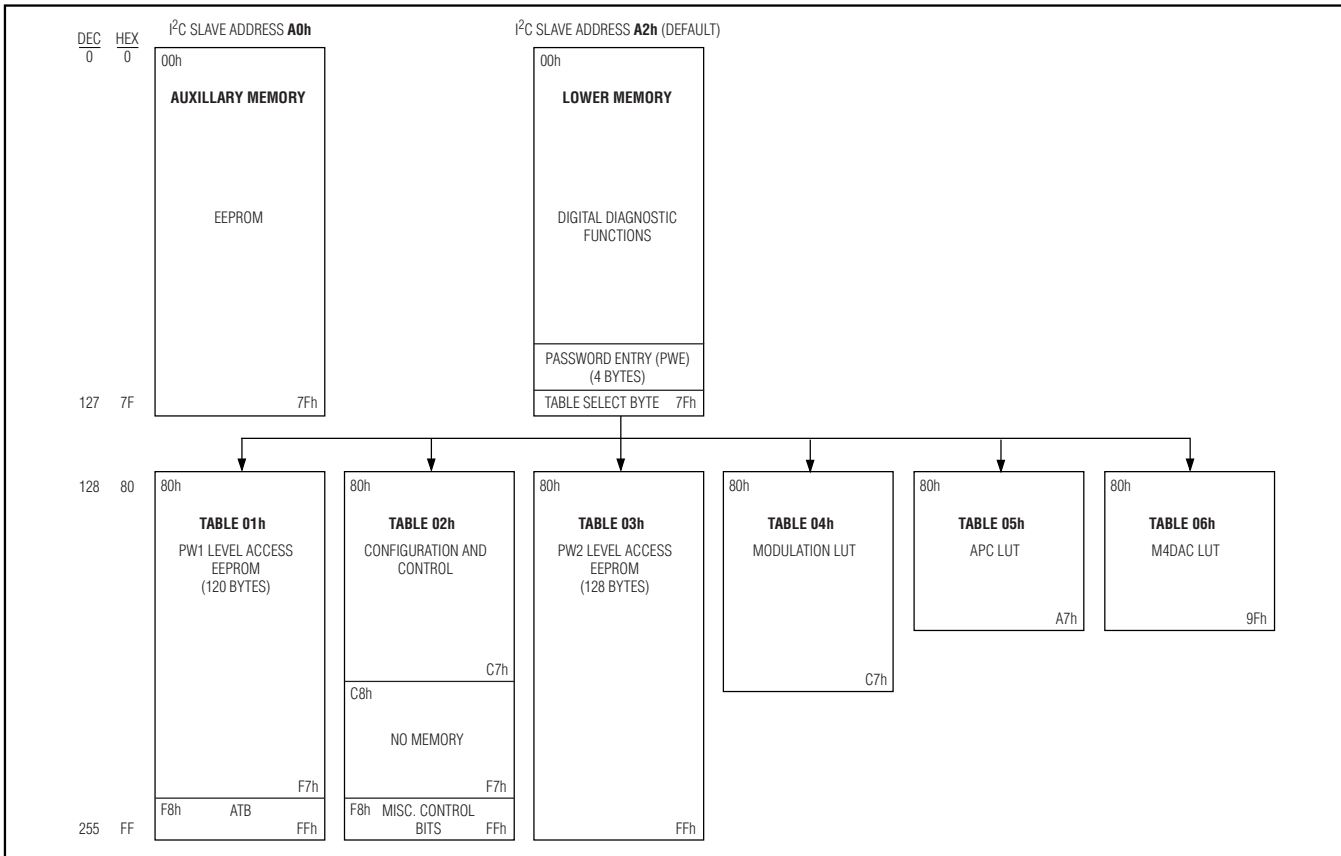 I²C SLAVE ADDRESS A0h
I²C SLAVE ADDRESS A2h (DEFAULT)
DEC HEX
0 0
00h
AUXILLARY MEMORY
EEPROM
7Fh
00h
LOWER MEMORY
DIGITAL DIAGNOSTIC
FUNCTIONS
PASSWORD ENTRY (PWE)
(4 BYTES)
TABLE SELECT BYTE 7Fh
127 7F
128 80
80h
TABLE 01h
PW1 LEVEL ACCESS
EEPROM
(120 BYTES)
F7h
F8h ATB
FFh
80h
TABLE 02h
CONFIGURATION AND
CONTROL
C7h
C8h
NO MEMORY
F7h
F8h MISC. CONTROL
BITS FFh
80h
TABLE 03h
PW2 LEVEL ACCESS
EEPROM
(128 BYTES)
FFh
80h
TABLE 04h
MODULATION LUT
C7h
80h
TABLE 05h
APC LUT
A7h
80h
TABLE 06h
M4DAC LUT
9Fh
255 FF